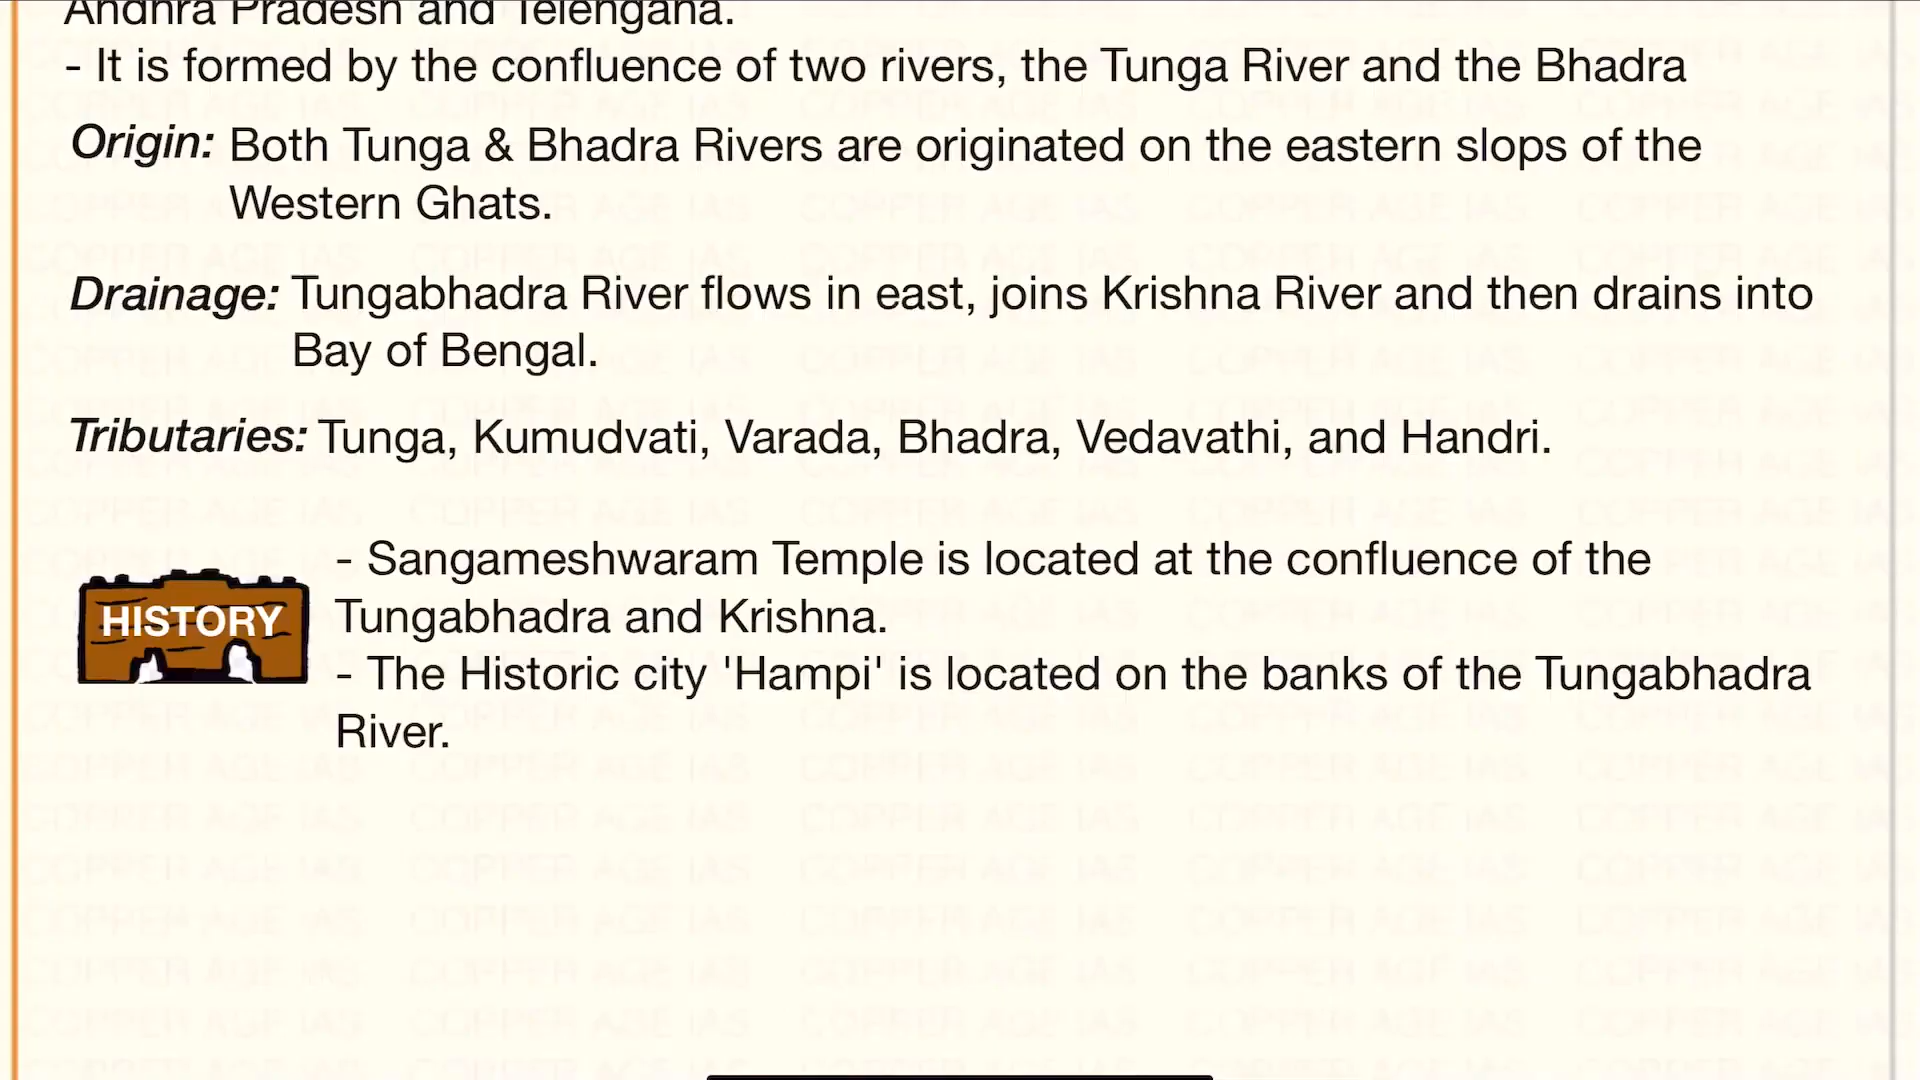 Andhra Pradesh and Telengana.
- It is formed by the confluence of two rivers, the Tunga River and the Bhadra
Origin: Both Tunga & Bhadra Rivers are originated on the eastern slops of the
Western Ghats.
Drainage: Tungabhadra River flows in east, joins Krishna River and then drains into
Bay of Bengal.
Tributaries: Tunga, Kumudvati, Varada, Bhadra, Vedavathi, and Handri.
- Sangameshwaram Temple is located at the confluence of the
HISTORY Tungabhadra and Krishna.
- The Historic city 'Hampi' is located on the banks of the Tungabhadra
River.
COPPER AGE IAS